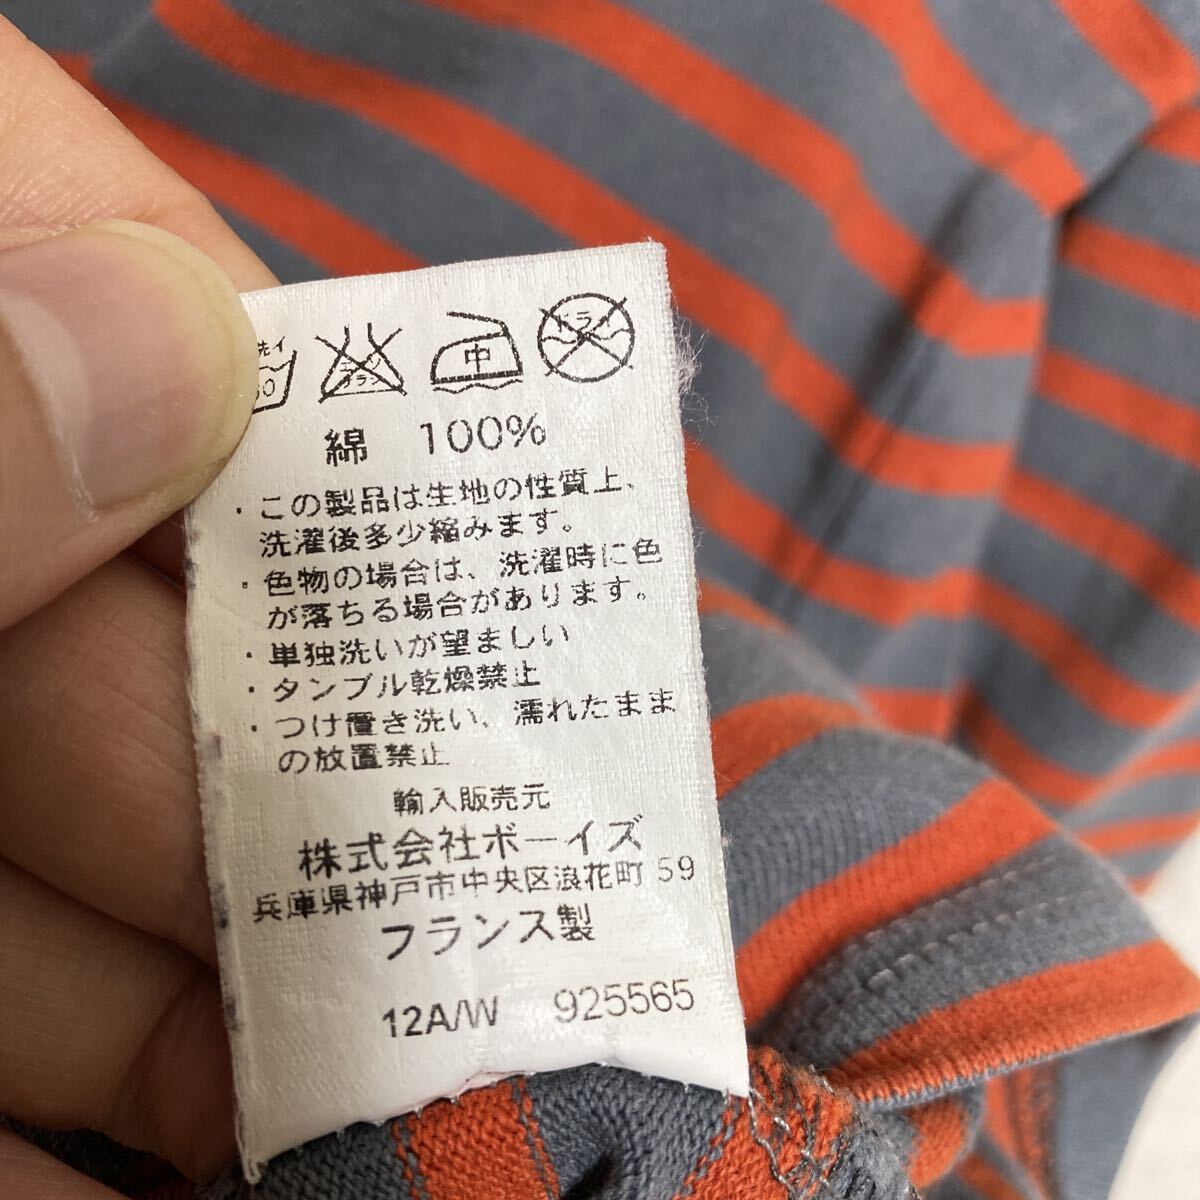 中 ドライ
綿 100%
・この製品は生地の性質上、
洗濯後多少縮みます。
・色物の場合は、洗濯時に色
が落ちる場合があります。
・単独洗いが望ましい
・タンブル乾燥禁止
・つけ置き洗い、濡れたまま
の放置禁止
輸入販売元
株式会社ボーイズ
兵庫県神戸市中央区浪花町 59
フランス製
12A/W 925565